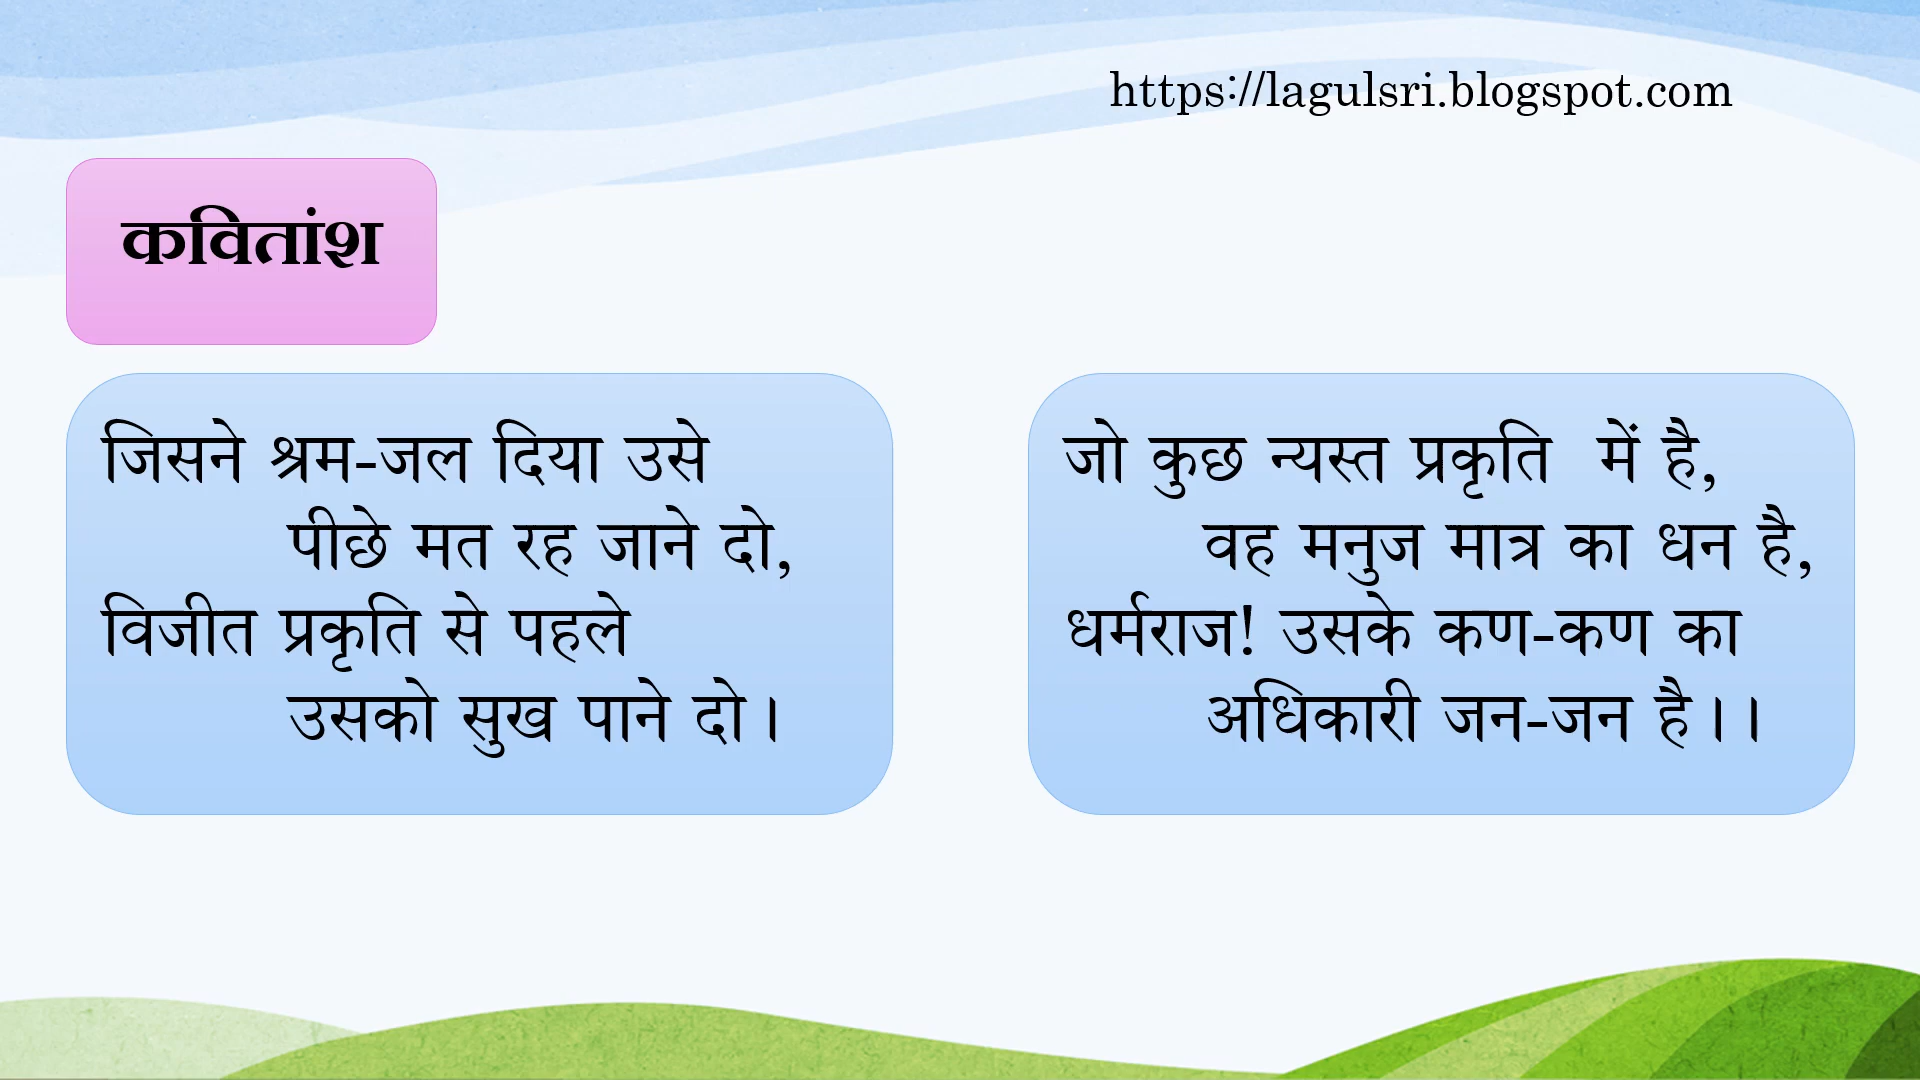 https://lagulsri.blogspot.com
कवितांश
जिसने श्रम-जल दिया उसे
पीछे मत रह जाने दो,
विजीत प्रकृति से पहले
उसको सुख पाने दो।
जो कुछ न्यस्त प्रकृति में है,
वह मनुज मात्र का धन है,
धर्मराज! उसके कण-कण का
अधिकारी जन-जन है।।